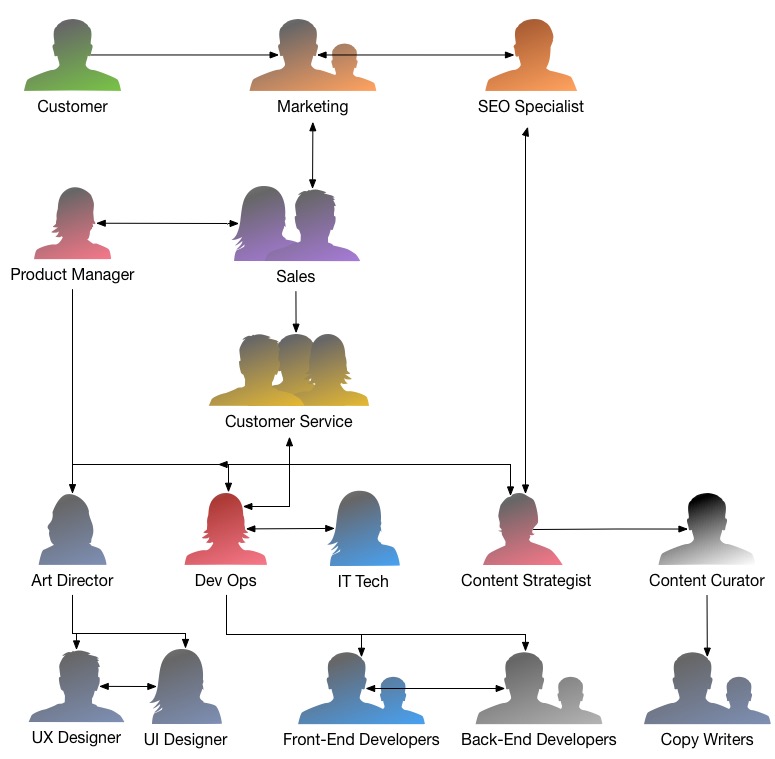 Customer
Marketing
SEO Specialist
Product Manager
Sales
Customer Service
Art Director
Dev Ops
IT Tech
Content Strategist
Content Curator
UX Designer
UI Designer
Front-End Developers
Back-End Developers
Copy Writers